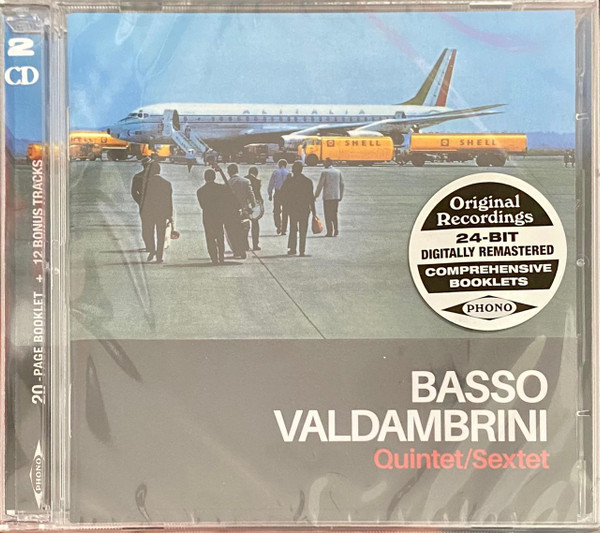 2
CD
20-PAGE BOOKLET + 12 BONUS TRACKS
PHONO
ALITALIA
SHELL
SHELL
Original
Recordings
24-BIT
DIGITALLY REMASTERED
COMPREHENSIVE
BOOKLETS
PHONO
BASSO
VALDAMBRINI
Quintet/Sextet